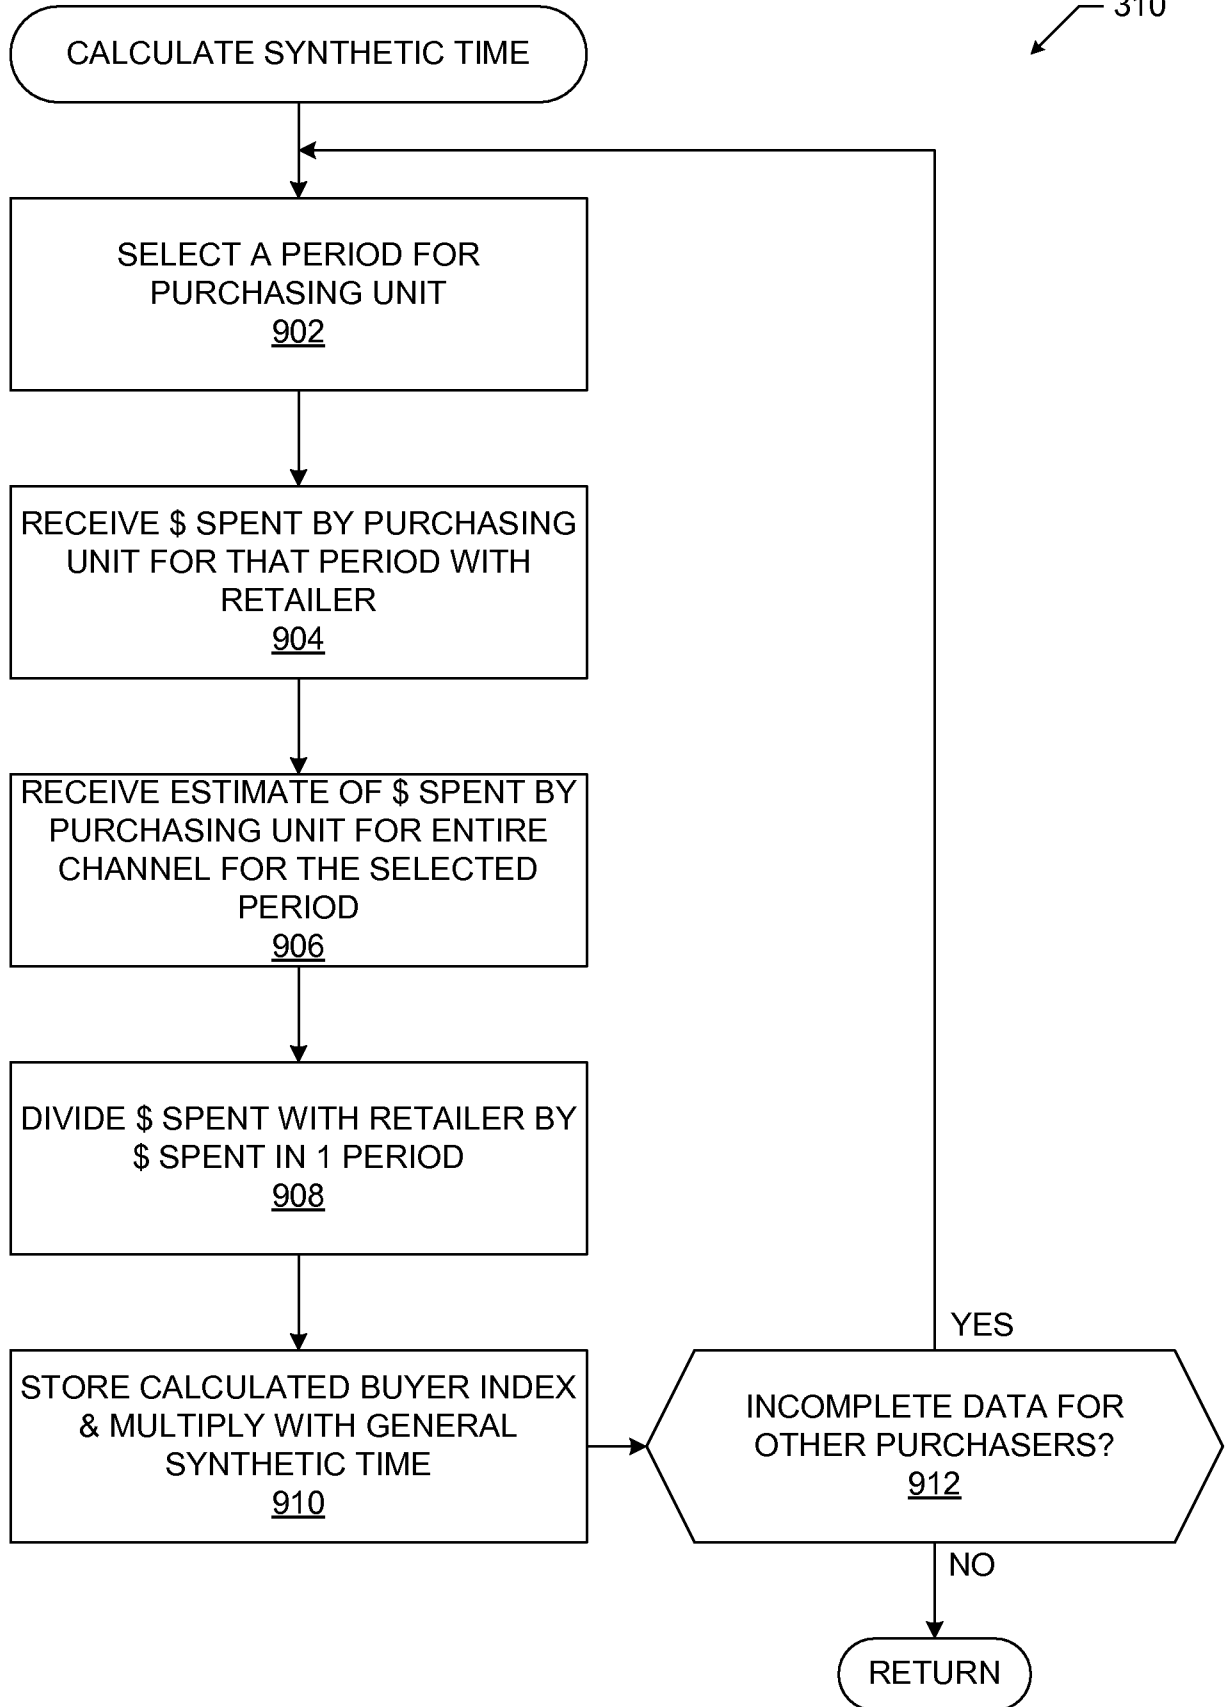 310
CALCULATE SYNTHETIC TIME
SELECT A PERIOD FOR
PURCHASING UNIT
902
RECEIVE $ SPENT BY PURCHASING
UNIT FOR THAT PERIOD WITH
RETAILER
904
RECEIVE ESTIMATE OF $ SPENT BY
PURCHASING UNIT FOR ENTIRE
CHANNEL FOR THE SELECTED
PERIOD
906
DIVIDE $ SPENT WITH RETAILER BY
$ SPENT IN 1 PERIOD
908
STORE CALCULATED BUYER INDEX
& MULTIPLY WITH GENERAL
SYNTHETIC TIME
910
YES
INCOMPLETE DATA FOR
OTHER PURCHASERS?
912
NO
RETURN